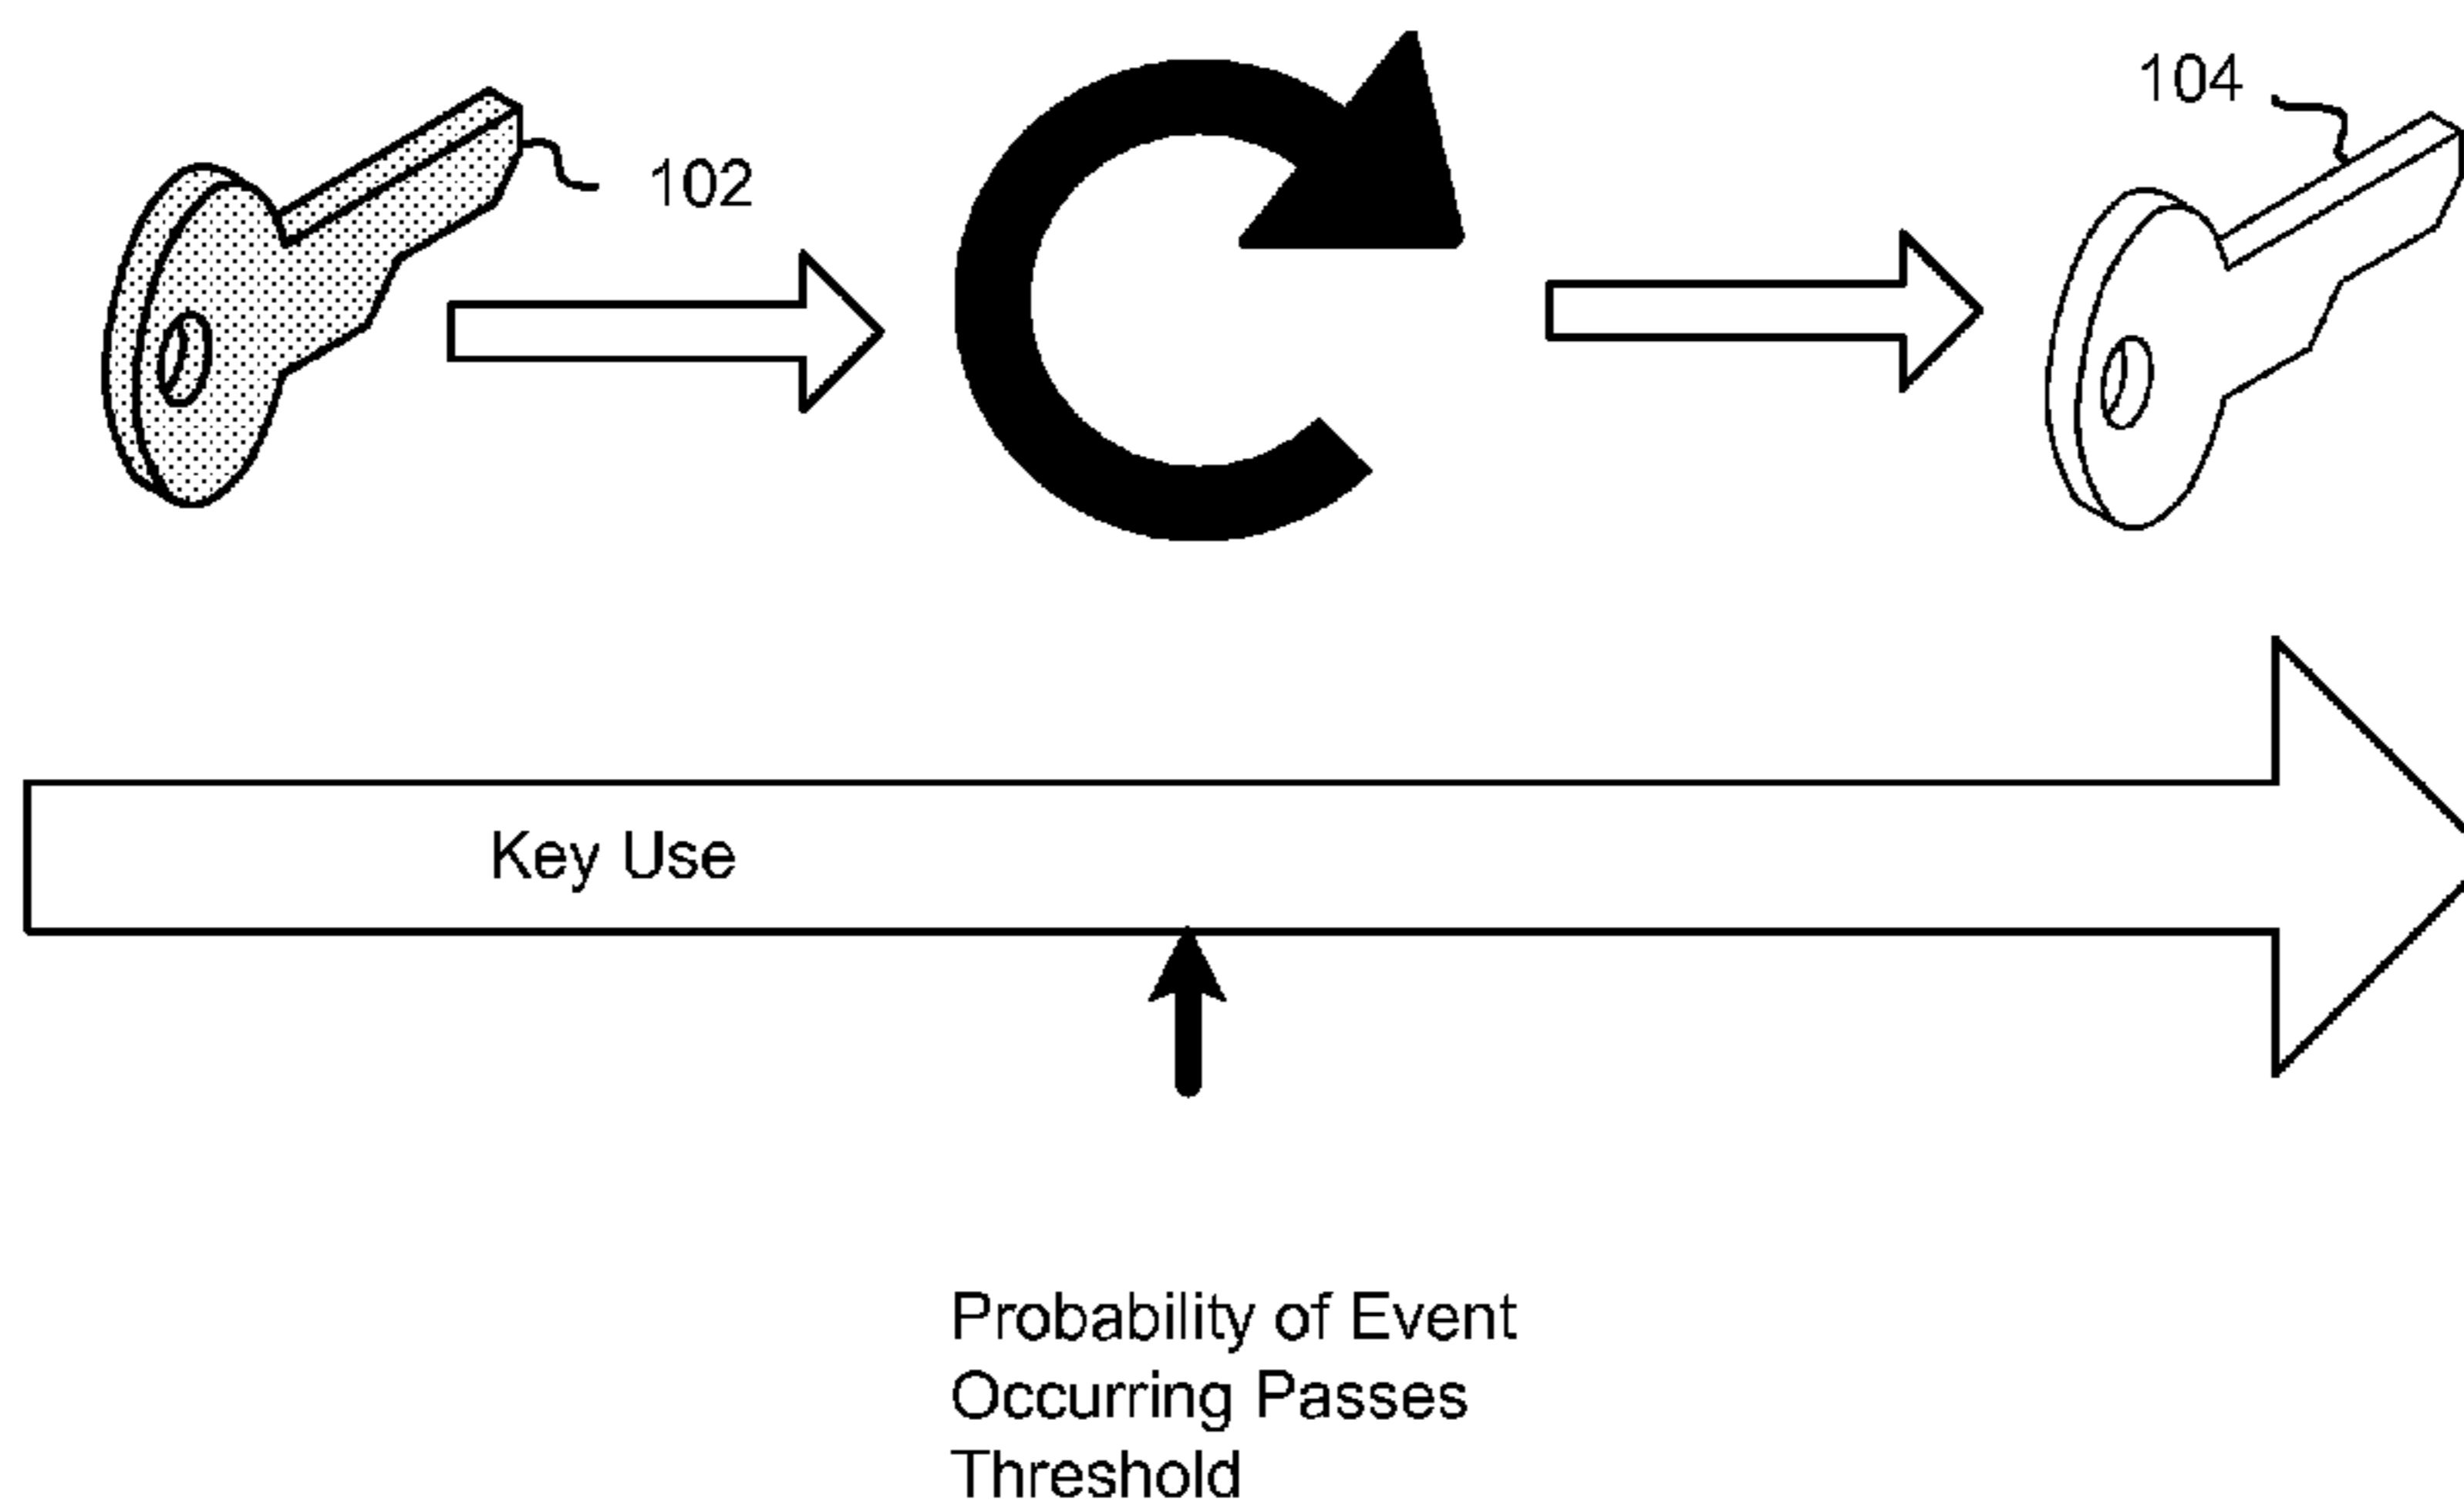 104
102
Key Use
Probability of Event
Occurring Passes
Threshold